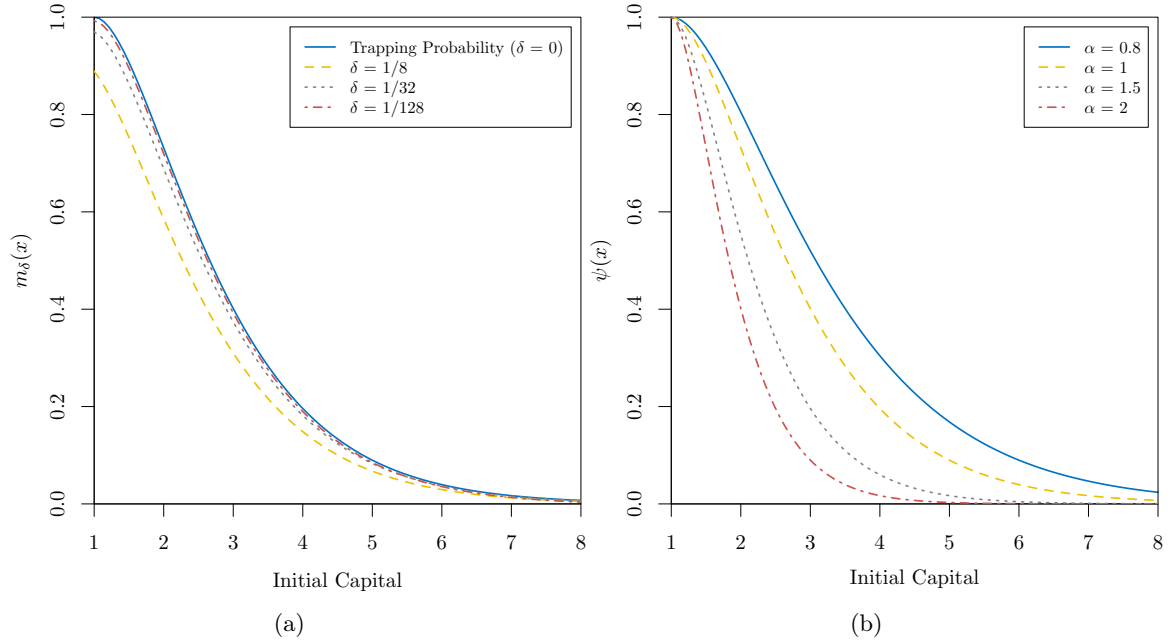 1.0
0.8
0.6
0.4
0.2
0.0
m_δ(x)
Trapping Probability (δ = 0)
δ = 1/8
δ = 1/32
δ = 1/128
1 2 3 4 5 6 7 8
Initial Capital
(a)
1.0
0.8
0.6
0.4
0.2
0.0
ψ(x)
α = 0.8
α = 1
α = 1.5
α = 2
1 2 3 4 5 6 7 8
Initial Capital
(b)